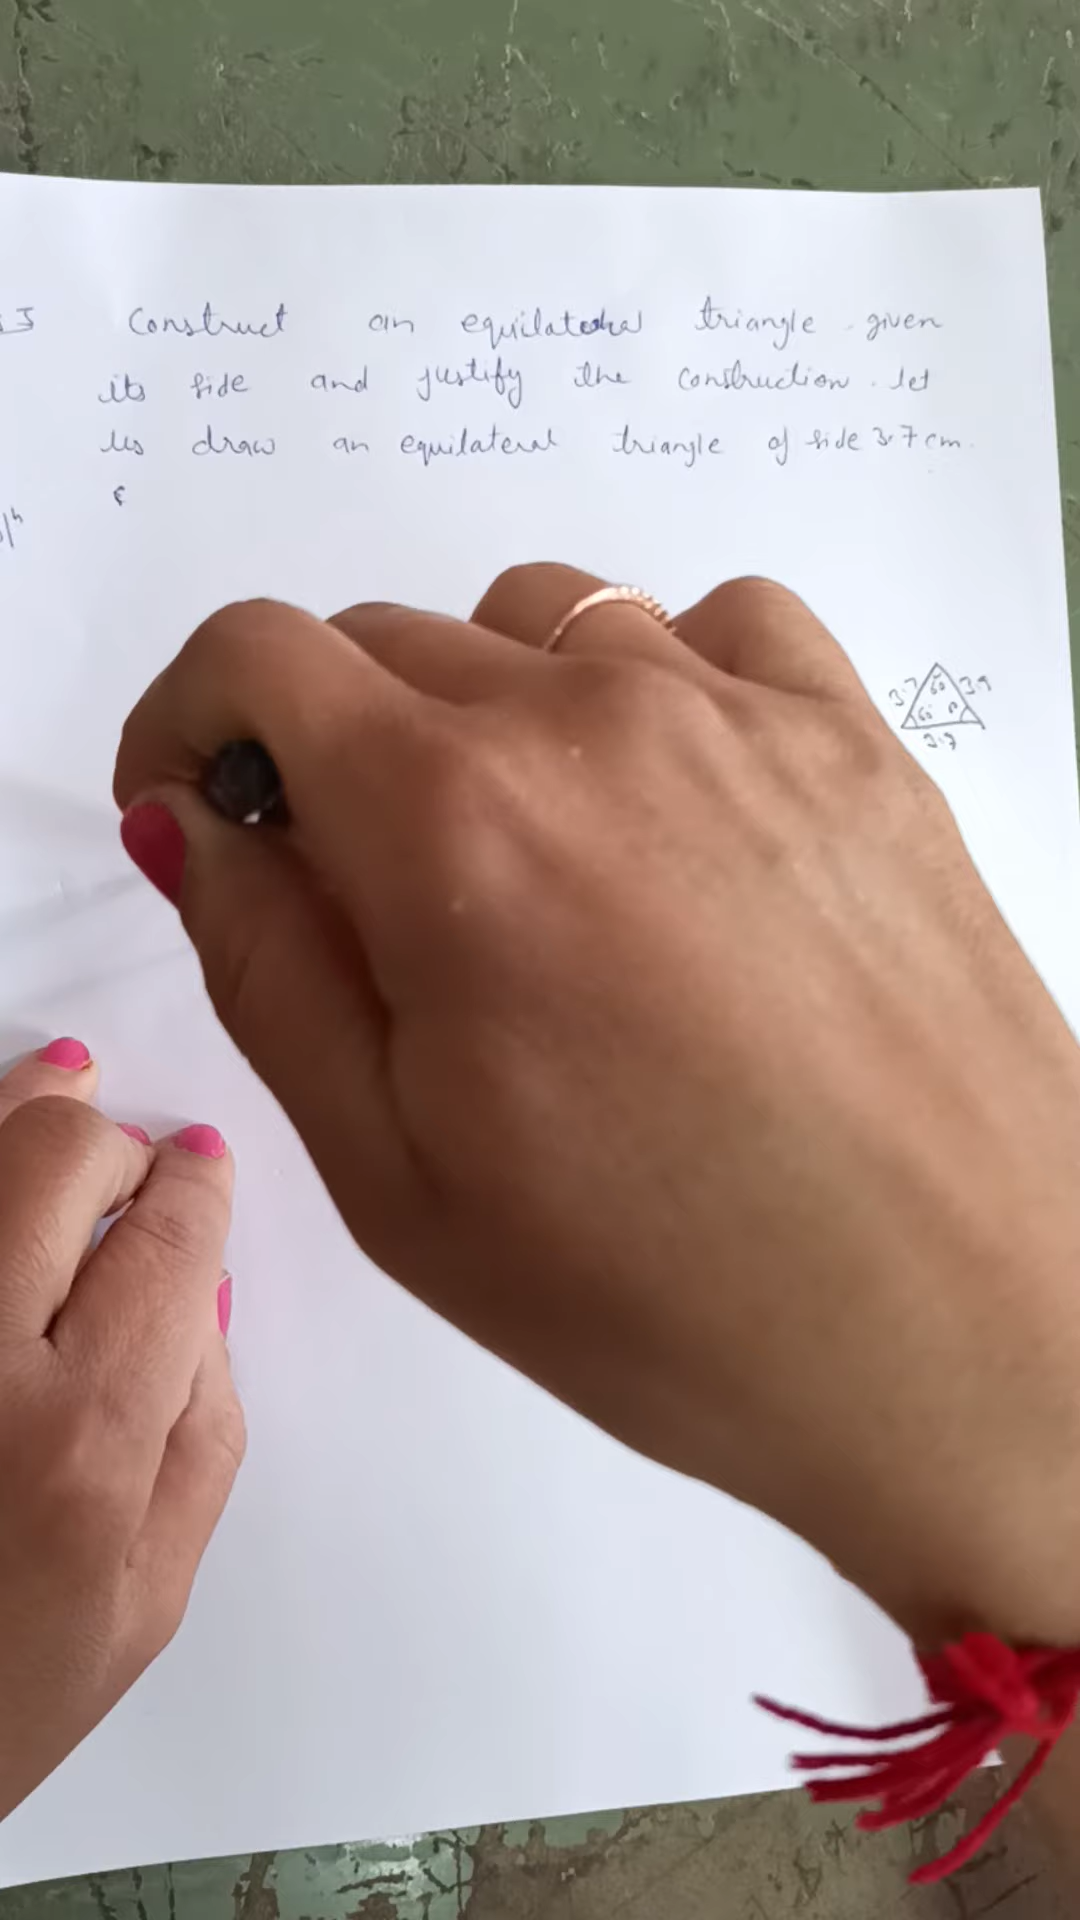 Construct an equilateral triangle given
its side and justify the construction. let
us draw an equilateral triangle of side 3.7 cm.
3.7 60 3.7
60
3.7